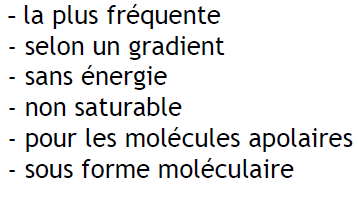 - la plus fréquente
- selon un gradient
- sans énergie
- non saturable
- pour les molécules apolaires
- sous forme moléculaire